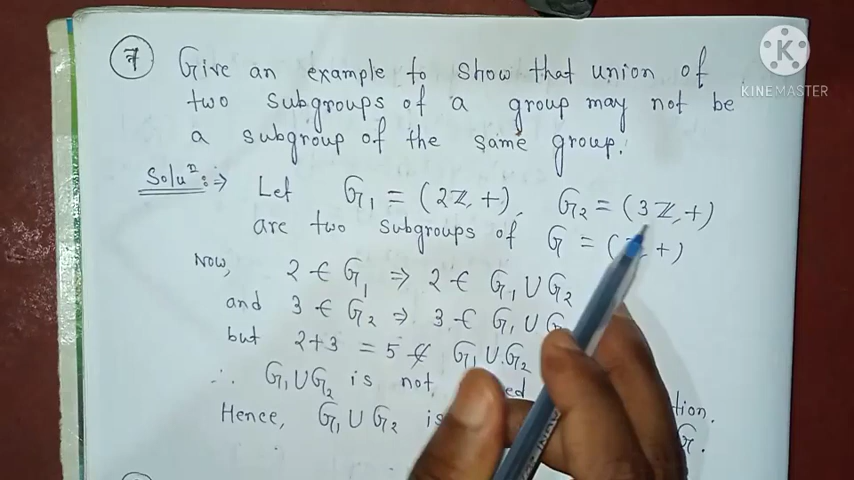 7 Give an example to show that union of
two subgroups of a group may not be
a subgroup of the same group.
Soluⁿ :⇒ Let G₁ = (2ℤ, +), G₂ = (3ℤ, +)
are two subgroups of G = (ℤ, +)
Now, 2 ∈ G₁ ⇒ 2 ∈ G₁ ∪ G₂
and 3 ∈ G₂ ⇒ 3 ∈ G₁ ∪
but 2+3 = 5 ∉ G₁ ∪ G₂
∴ G₁∪G₂ is not
Hence, G₁ ∪ G₂ is G.
KINEMASTER